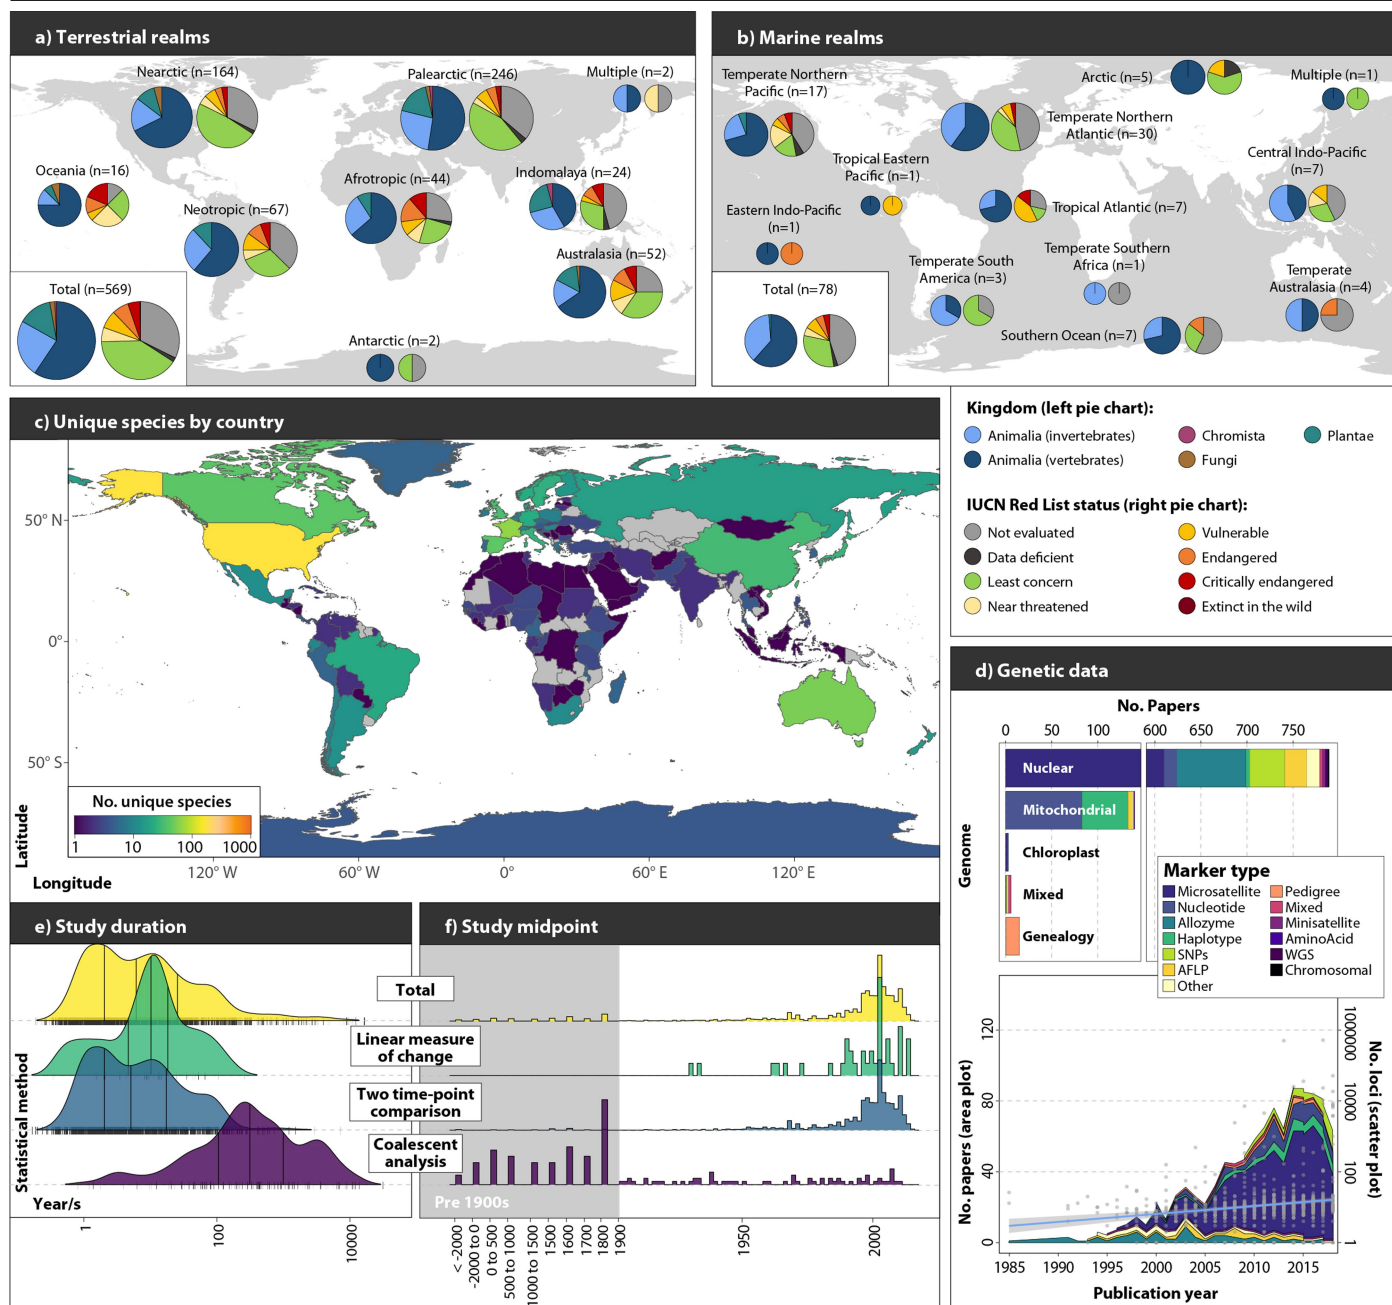 a) Terrestrial realms
Nearctic (n=164)
Palearctic (n=246)
Multiple (n=2)
Oceania (n=16)
Afrotropic (n=44)
Indomalaya (n=24)
Neotropic (n=67)
Australasia (n=52)
Total (n=569)
Antarctic (n=2)
b) Marine realms
Temperate Northern
Pacific (n=17)
Arctic (n=5)
Multiple (n=1)
Temperate Northern
Atlantic (n=30)
Tropical Eastern
Pacific (n=1)
Central Indo-Pacific
(n=7)
Eastern Indo-Pacific
(n=1)
Tropical Atlantic (n=7)
Temperate South
America (n=3)
Temperate Southern
Africa (n=1)
Temperate
Australasia (n=4)
Total (n=78)
Southern Ocean (n=7)
c) Unique species by country
50° N
0°
50° S
No. unique species
1 10 100 1000
Latitude
Longitude
120° W 60° W 0° 60° E 120° E
Kingdom (left pie chart):
Animalia (invertebrates)
Chromista
Plantae
Animalia (vertebrates)
Fungi
IUCN Red List status (right pie chart):
Not evaluated
Vulnerable
Data deficient
Endangered
Least concern
Critically endangered
Near threatened
Extinct in the wild
d) Genetic data
No. Papers
0 50 100 600 650 700 750
Genome
Nuclear
Mitochondrial
Chloroplast
Mixed
Genealogy
Marker type
Microsatellite
Pedigree
Nucleotide
Mixed
Allozyme
Minisatellite
Haplotype
AminoAcid
SNPs
WGS
AFLP
Chromosomal
Other
No. papers (area plot)
120
80
40
0
No. loci (scatter plot)
1000000
10000
100
1
1985 1990 1995 2000 2005 2010 2015
Publication year
e) Study duration
Statistical method
Year/s
1 100 10000
f) Study midpoint
Total
Linear measure
of change
Two time-point
comparison
Coalescent
analysis
Pre 1900s
< -2000
-2000 to 0
0 to 500
500 to 1000
1000 to 1500
1500
1600
1700
1800
1900
1950
2000